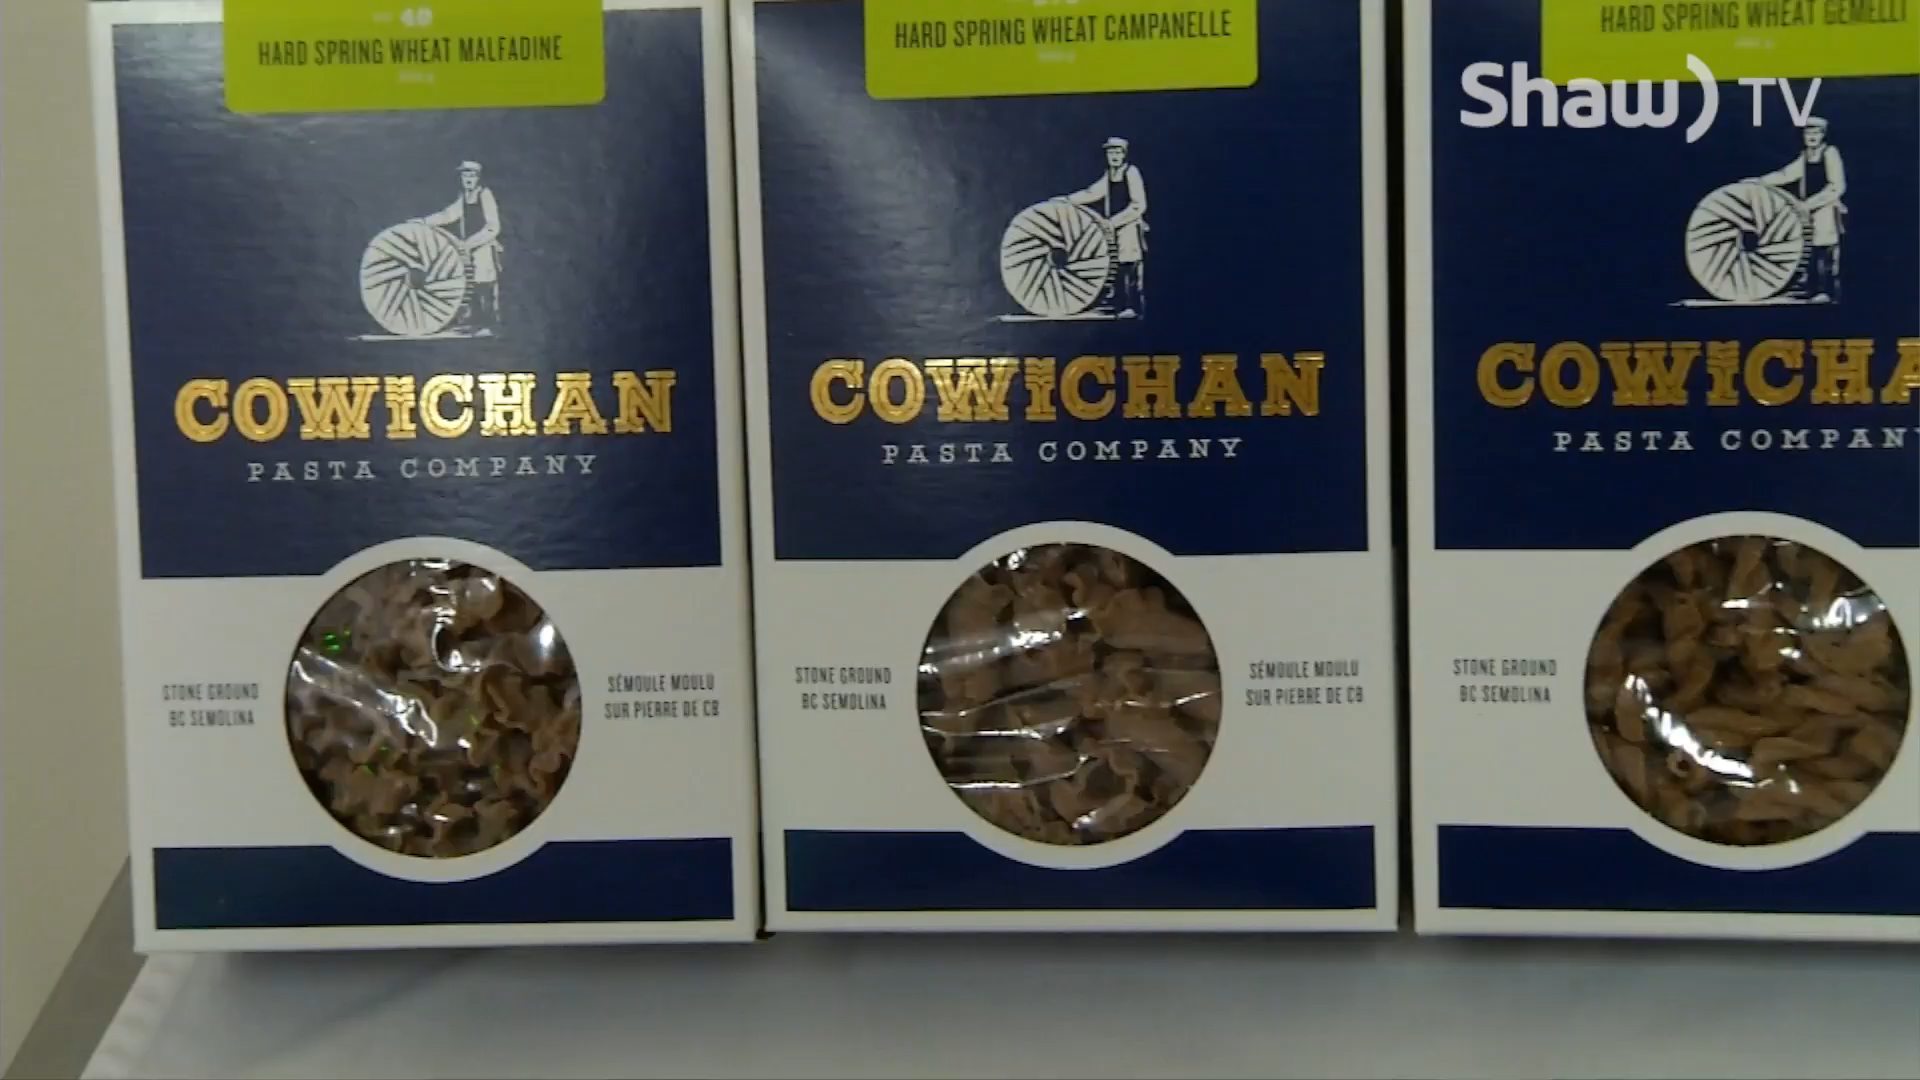 40
HARD SPRING WHEAT MALFADINE
COWICHAN
PASTA COMPANY
STONE GROUND
BC SEMOLINA
SÉMOULE MOULU
SUR PIERRE DE CB
HARD SPRING WHEAT CAMPANELLE
COWICHAN
PASTA COMPANY
STONE GROUND
BC SEMOLINA
SÉMOULE MOULU
SUR PIERRE DE CB
HARD SPRING WHEAT GEMELLI
COWICHA
PASTA COMPANY
STONE GROUND
BC SEMOLINA
Shaw) TV